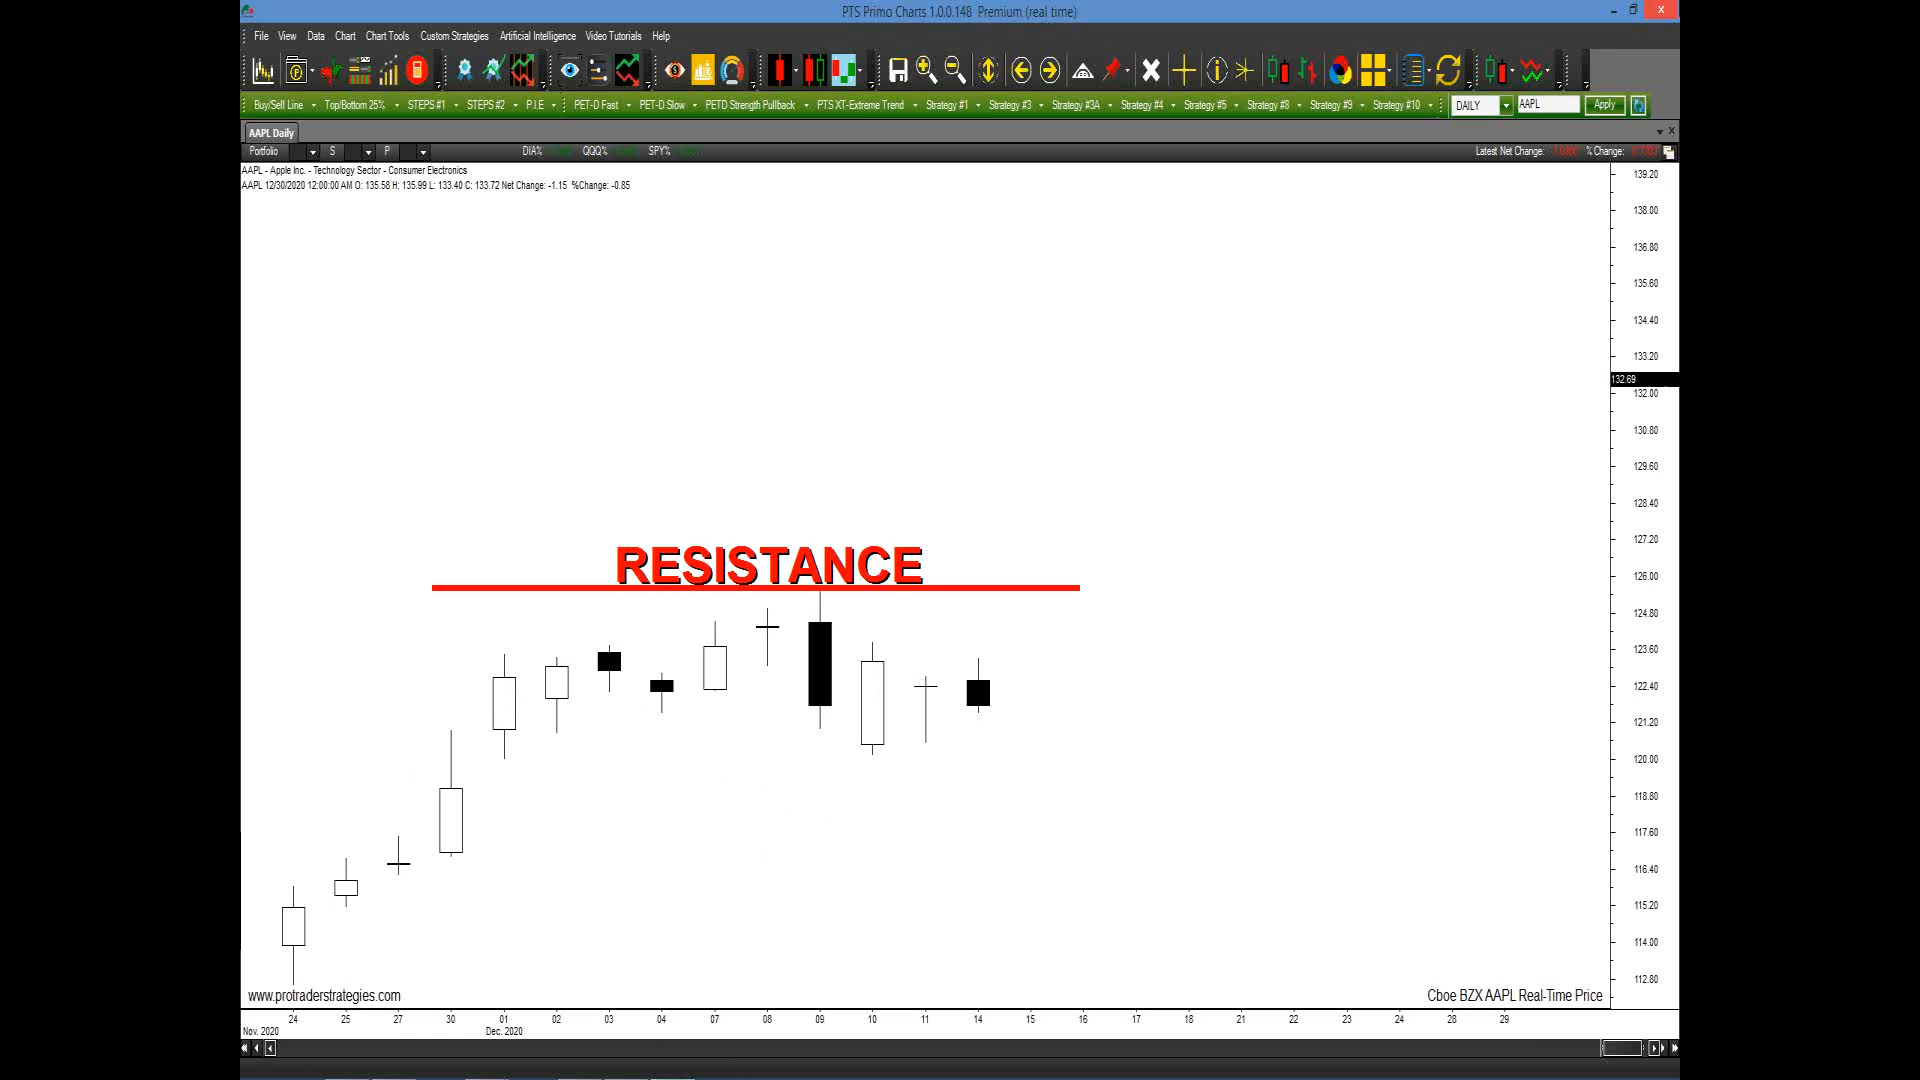 PTS Primo Charts 1.0.0.148 Premium (real time)
File View Data Chart Chart Tools Custom Strategies Artificial Intelligence Video Tutorials Help
Buy/Sell Line Top/Bottom 25% STEPS #1 STEPS #2 P.I.E PET-D Fast PET-D Slow PETD Strength Pullback PTS XT-Extreme Trend Strategy #1 Strategy #3 Strategy #3A Strategy #4 Strategy #5 Strategy #8 Strategy #9 Strategy #10 DAILY AAPL Apply
AAPL Daily
Portfolio S P DIA% QQQ% SPY% Latest Net Change: % Change:
AAPL - Apple Inc. - Technology Sector - Consumer Electronics
AAPL 12/30/2020 12:00:00 AM O: 135.58 H: 135.99 L: 133.40 C: 133.72 Net Change: -1.15 %Change: -0.85
139.20
138.00
136.80
135.60
134.40
133.20
132.69
132.00
130.80
129.60
128.40
127.20
RESISTANCE
126.00
124.80
123.60
122.40
121.20
120.00
118.80
117.60
116.40
115.20
114.00
112.80
www.protraderstrategies.com Cboe BZX AAPL Real-Time Price
24 25 27 30 01 02 03 04 07 08 09 10 11 14 15 16 17 18 21 22 23 24 28 29
Nov. 2020 Dec. 2020